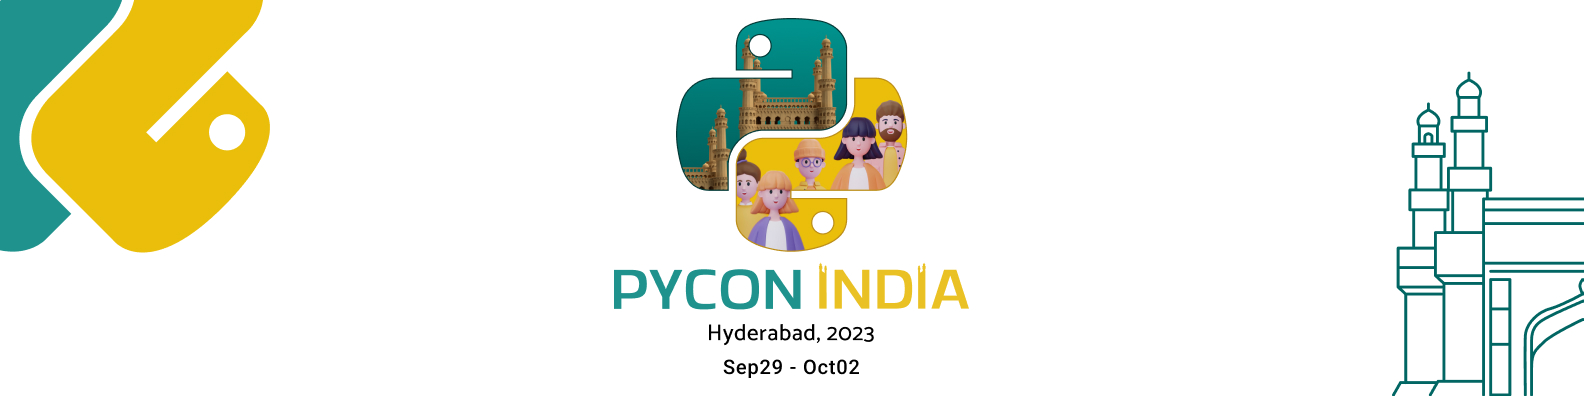 PYCON INDIA
Hyderabad, 2023
Sep29 - Oct02